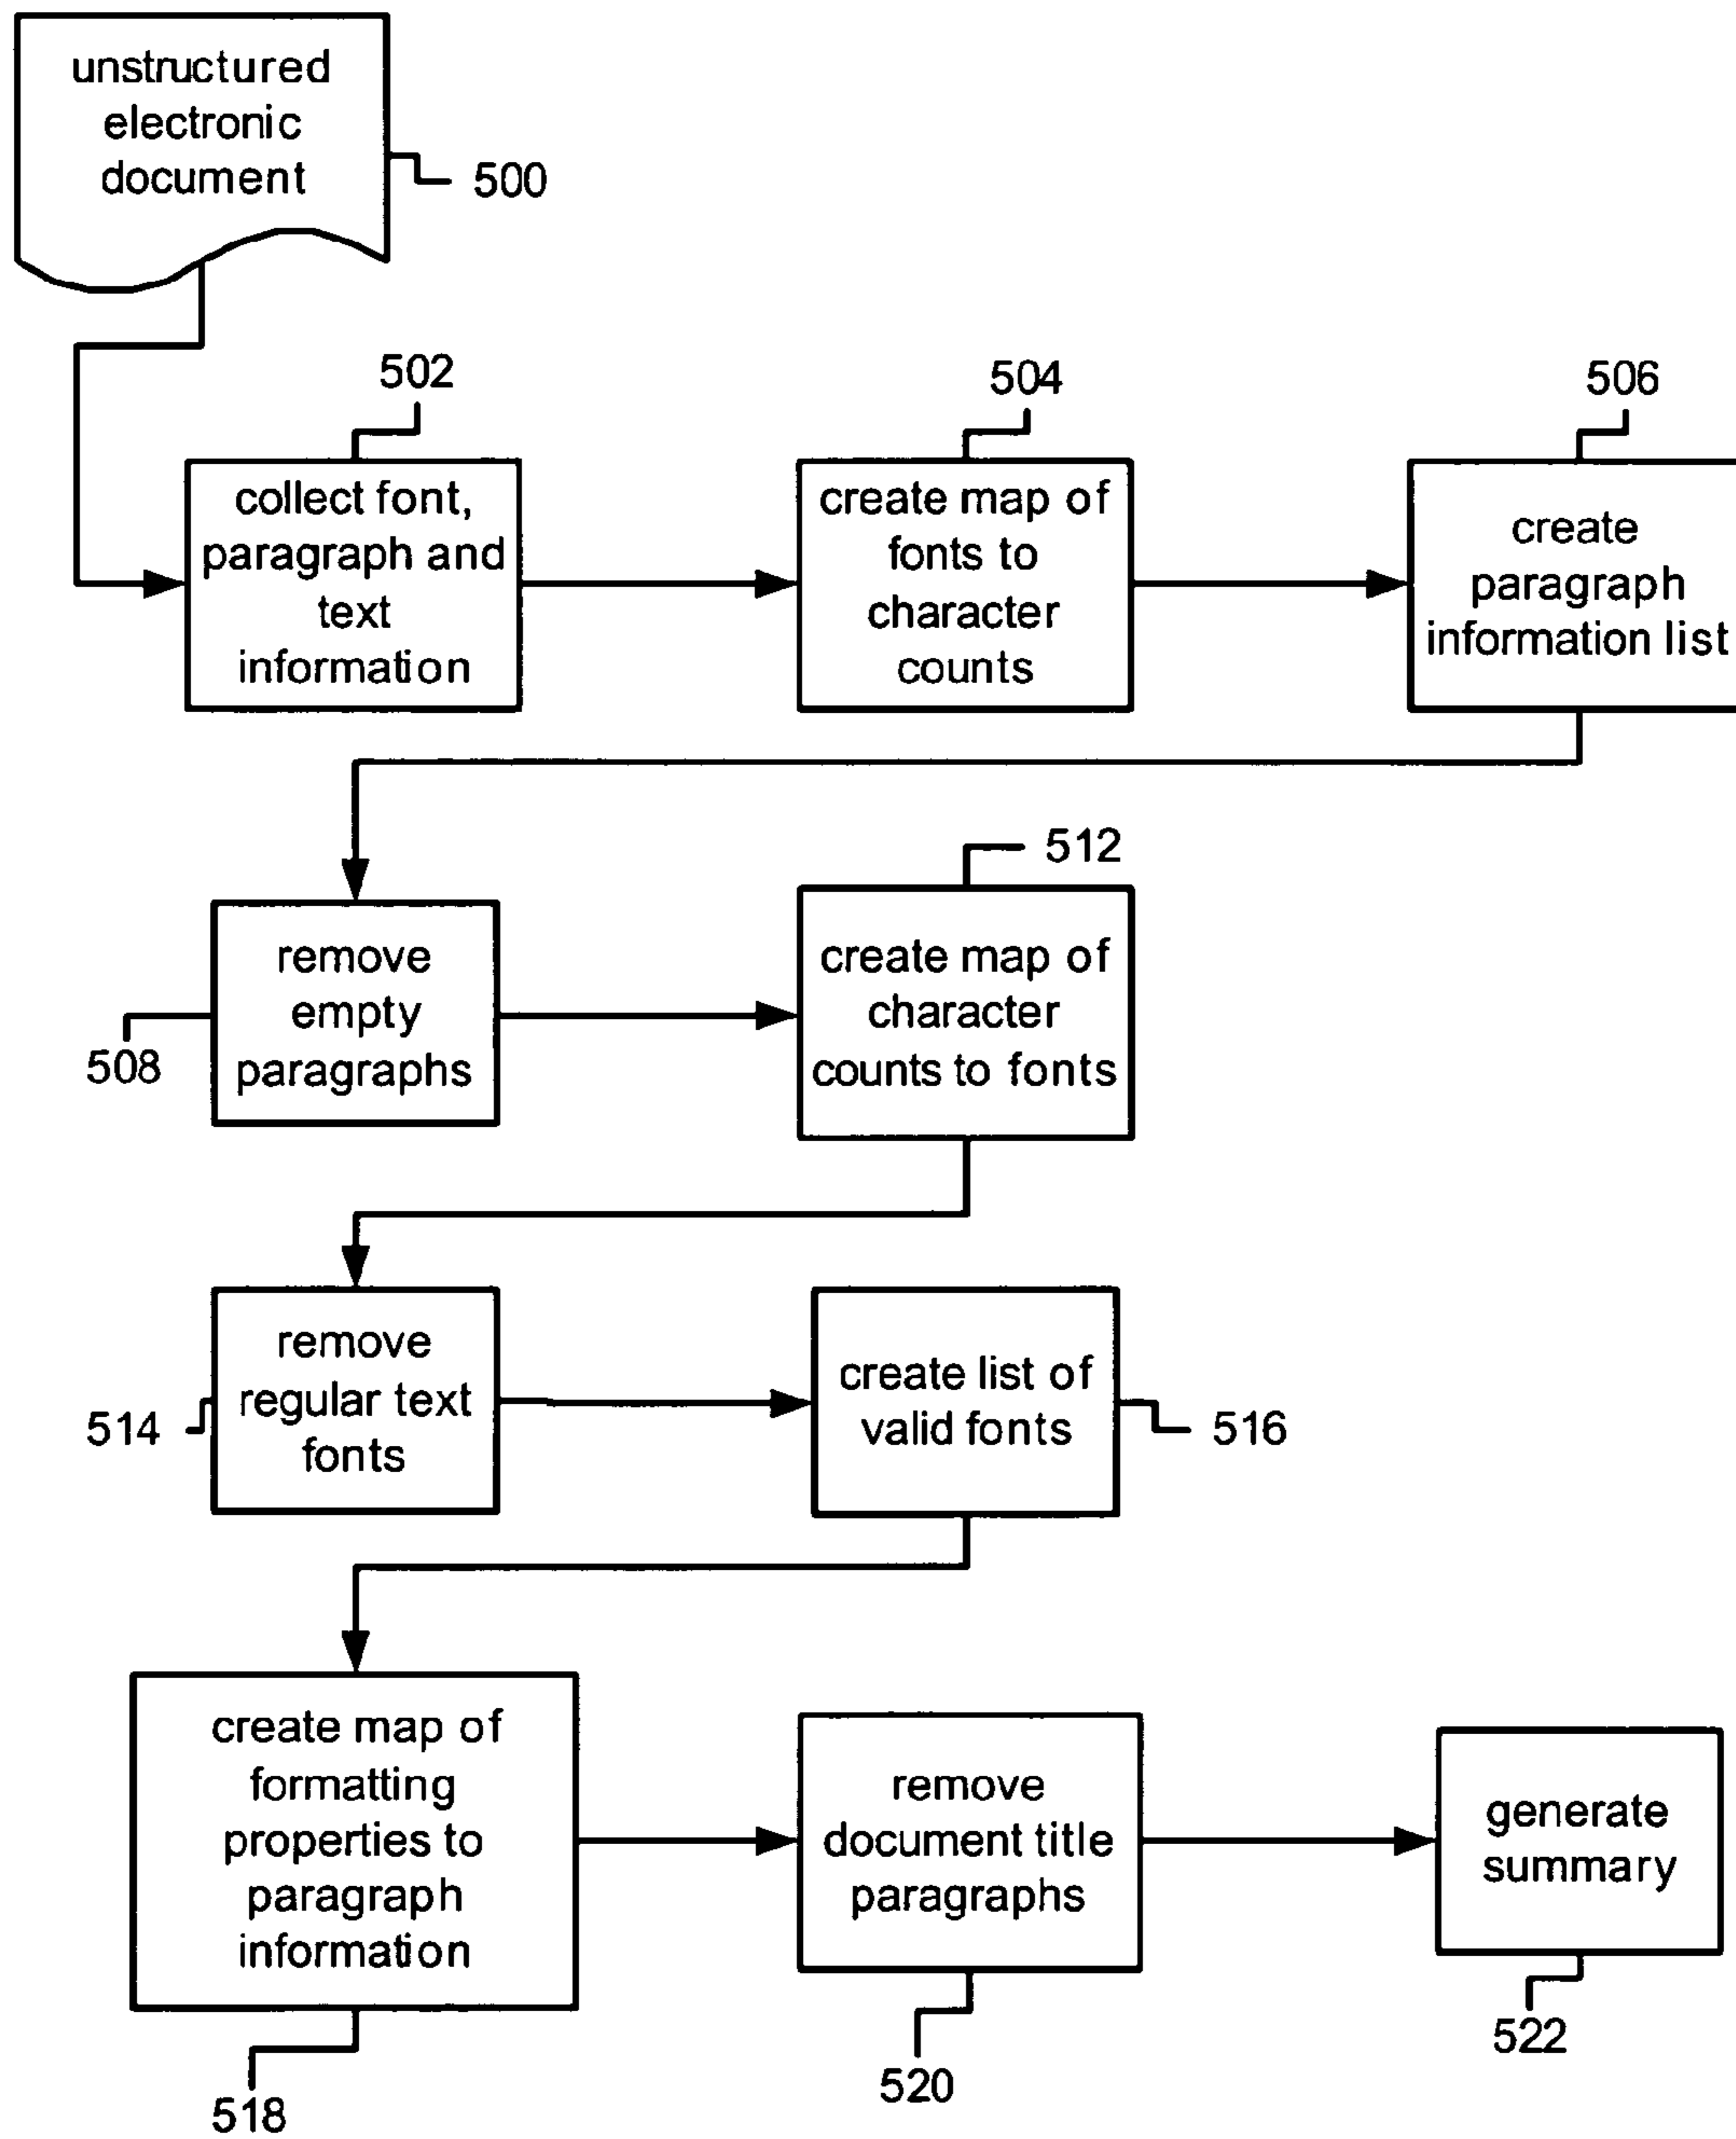 unstructured
electronic
document
500
502
504
506
collect font,
paragraph and
text
information
create map of
fonts to
character
counts
create
paragraph
information list
512
remove
empty
paragraphs
508
create map of
character
counts to fonts
remove
regular text
fonts
514
create list of
valid fonts
516
create map of
formatting
properties to
paragraph
information
remove
document title
paragraphs
generate
summary
518
520
522